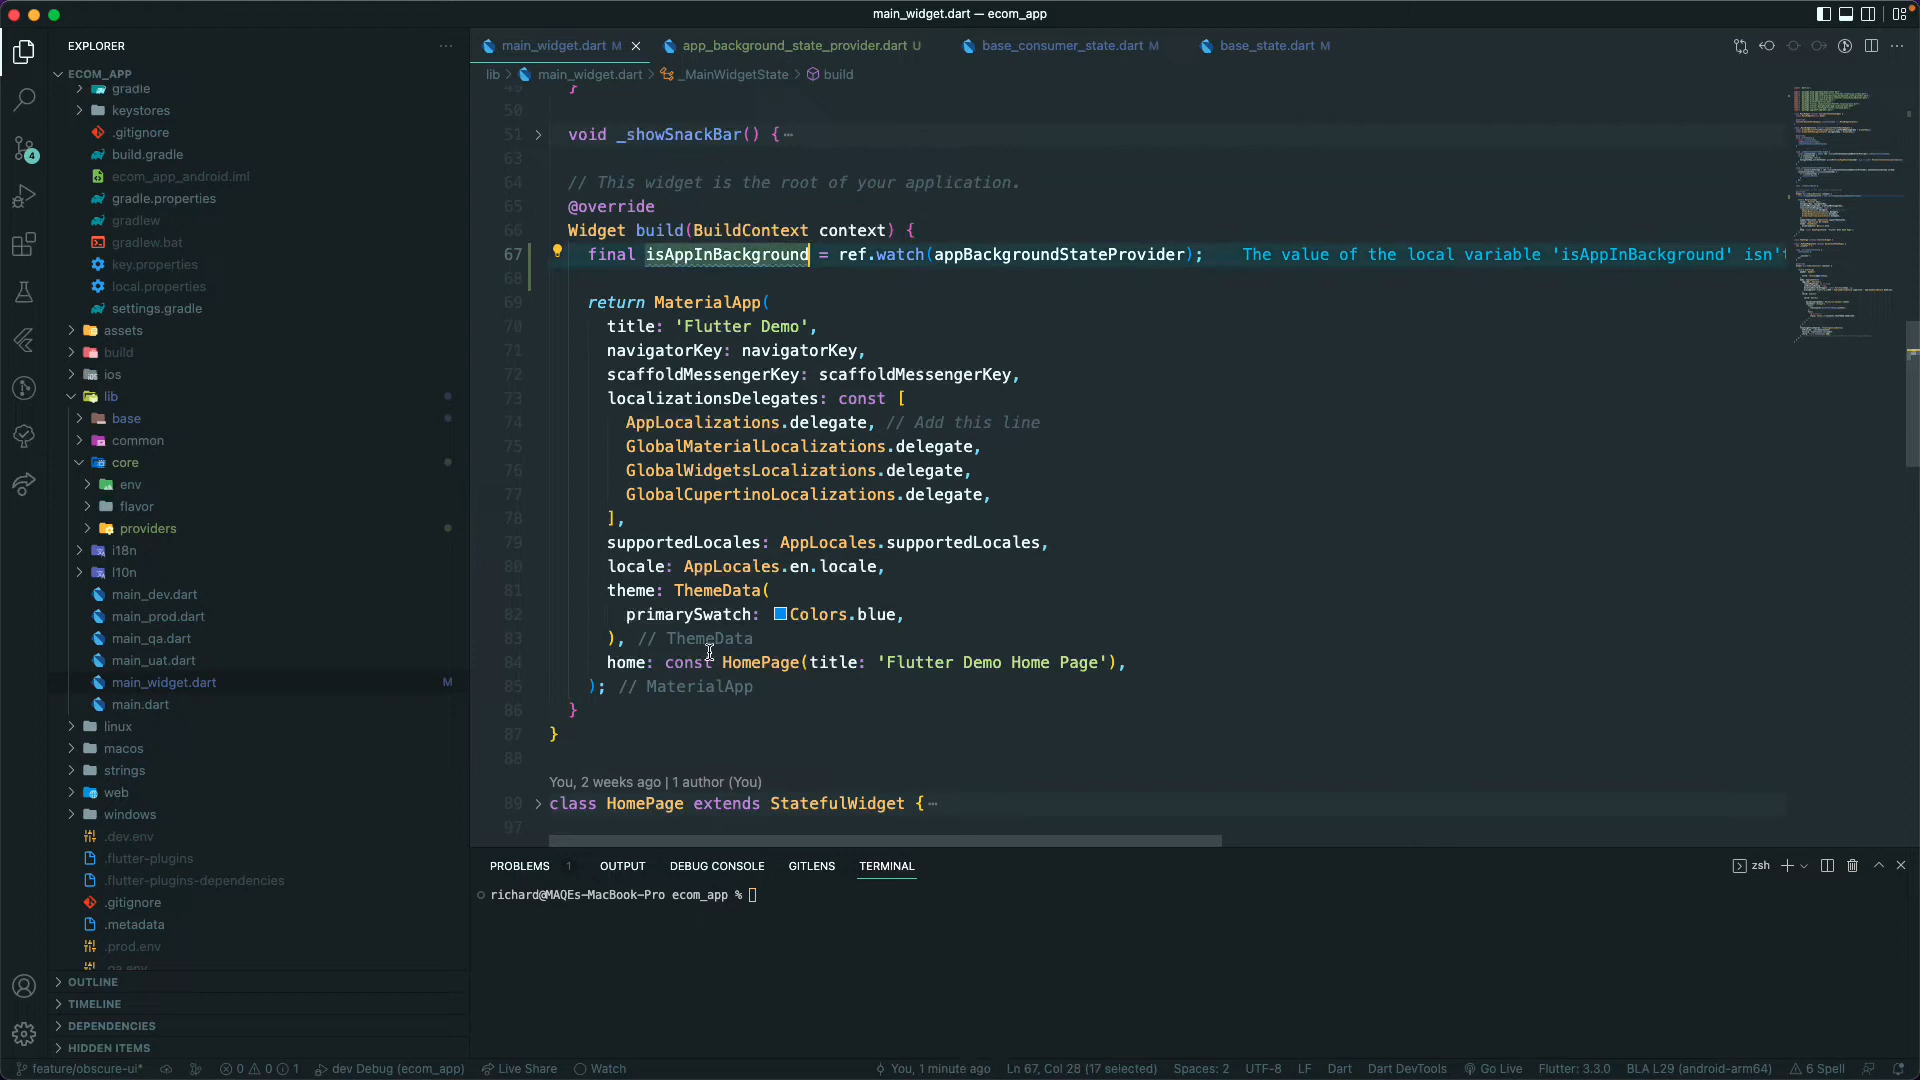 main_widget.dart — ecom_app
EXPLORER
ECOM_APP
gradle
keystores
.gitignore
build.gradle
ecom_app_android.iml
gradle.properties
gradlew
gradlew.bat
key.properties
local.properties
settings.gradle
assets
build
ios
lib
base
common
core
env
flavor
providers
i18n
l10n
main_dev.dart
main_prod.dart
main_qa.dart
main_uat.dart
main_widget.dart M
main.dart
linux
macos
strings
web
windows
.dev.env
.flutter-plugins
.flutter-plugins-dependencies
.gitignore
.metadata
.prod.env
.qa.env
OUTLINE
TIMELINE
DEPENDENCIES
HIDDEN ITEMS
4
main_widget.dart M
app_background_state_provider.dart U
base_consumer_state.dart M
base_state.dart M
lib > main_widget.dart > _MainWidgetState > build
49 }
50
51 void _showSnackBar() {
63
64 // This widget is the root of your application.
65 @override
66 Widget build(BuildContext context) {
67 final isAppInBackground = ref.watch(appBackgroundStateProvider); The value of the local variable 'isAppInBackground' isn't
68
69 return MaterialApp(
70 title: 'Flutter Demo',
71 navigatorKey: navigatorKey,
72 scaffoldMessengerKey: scaffoldMessengerKey,
73 localizationsDelegates: const [
74 AppLocalizations.delegate, // Add this line
75 GlobalMaterialLocalizations.delegate,
76 GlobalWidgetsLocalizations.delegate,
77 GlobalCupertinoLocalizations.delegate,
78 ],
79 supportedLocales: AppLocales.supportedLocales,
80 locale: AppLocales.en.locale,
81 theme: ThemeData(
82 primarySwatch: Colors.blue,
83 ), // ThemeData
84 home: const HomePage(title: 'Flutter Demo Home Page'),
85 ); // MaterialApp
86 }
87 }
88
You, 2 weeks ago | 1 author (You)
89 class HomePage extends StatefulWidget {
97
PROBLEMS 1 OUTPUT DEBUG CONSOLE GITLENS TERMINAL
zsh
richard@MAQEs-MacBook-Pro ecom_app %
feature/obscure-ui* 0 0 1 dev Debug (ecom_app) Live Share Watch You, 1 minute ago Ln 67, Col 28 (17 selected) Spaces: 2 UTF-8 LF Dart Dart DevTools Go Live Flutter: 3.3.0 BLA L29 (android-arm64) 6 Spell